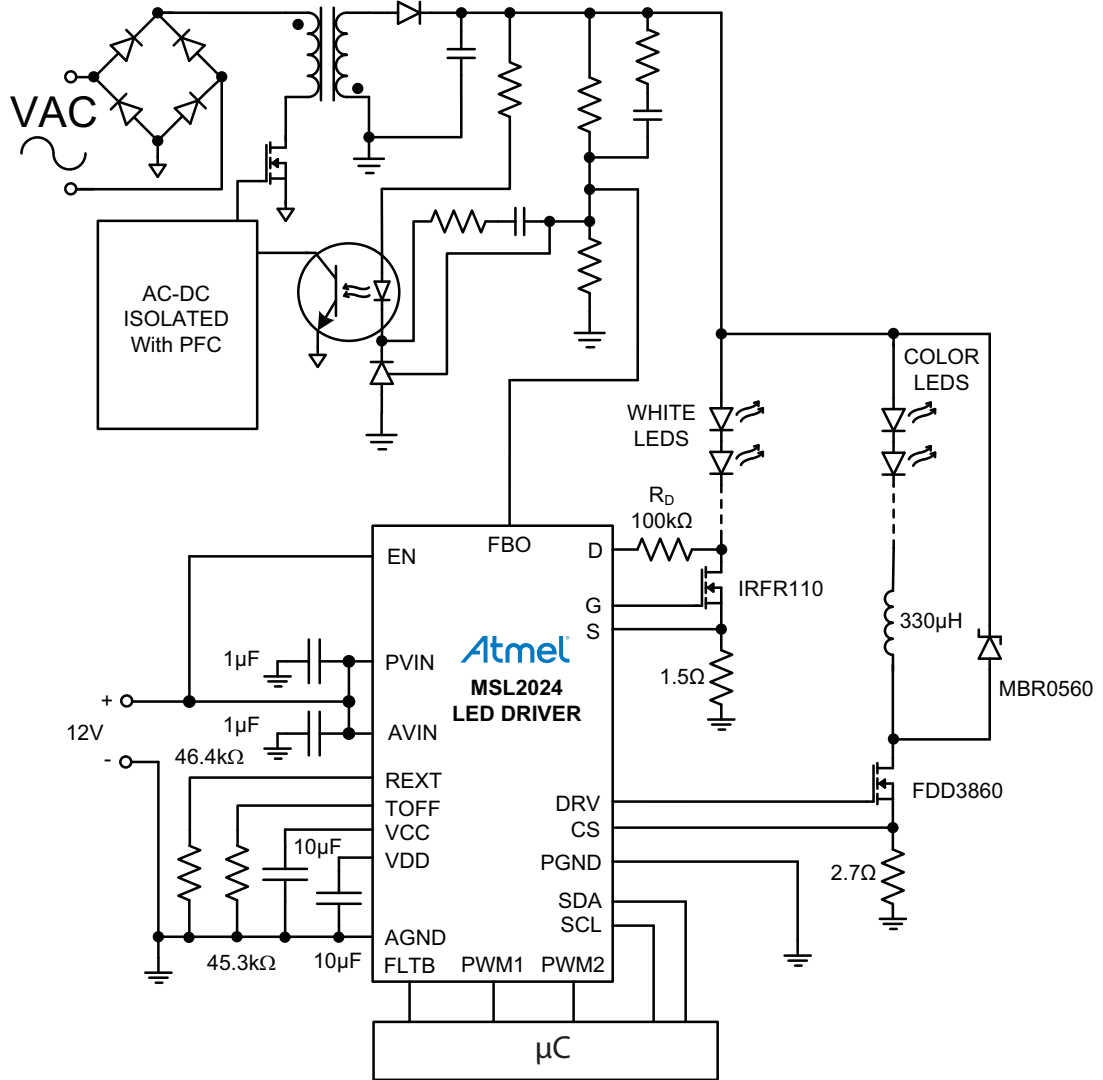 VAC
AC-DC
ISOLATED
With PFC
COLOR
LEDS
WHITE
LEDS
R_D
100kΩ
FBO
D
EN
IRFR110
G
S
330µH
1µF
PVIN
Atmel
1.5Ω
MBR0560
MSL2024
LED DRIVER
+
12V
-
1µF
AVIN
46.4kΩ
REXT
FDD3860
TOFF
DRV
VCC
CS
10µF
VDD
PGND
2.7Ω
SDA
SCL
AGND
45.3kΩ
10µF
FLTB
PWM1
PWM2
µC